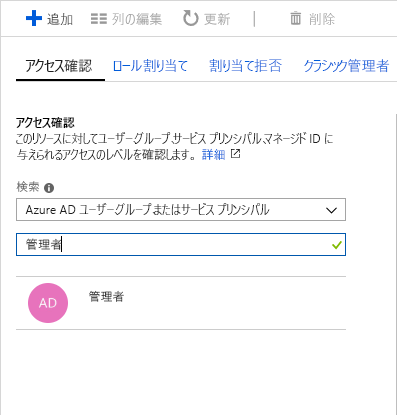 追加 列の編集 更新 削除
アクセス確認 ロール割り当て 割り当て拒否 クラシック管理者
アクセス確認
このリソースに対してユーザー、グループ、サービス プリンシパル、マネージド ID に
与えられるアクセスのレベルを確認します。 詳細
検索
Azure AD ユーザー、グループ、またはサービス プリンシパル
管理者
AD 管理者